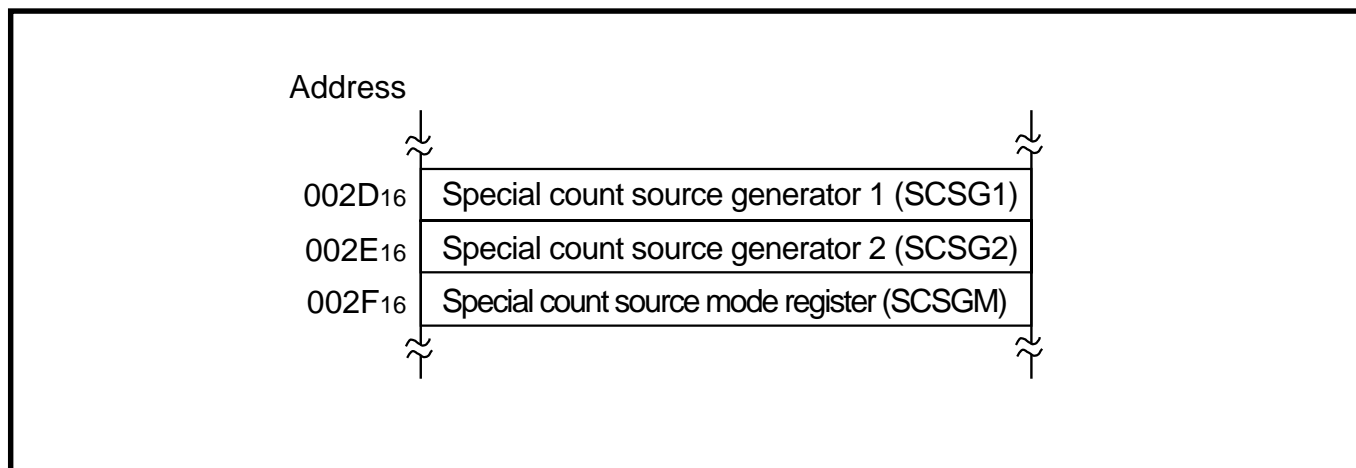 Address
002D16 Special count source generator 1 (SCSG1)
002E16 Special count source generator 2 (SCSG2)
002F16 Special count source mode register (SCSGM)